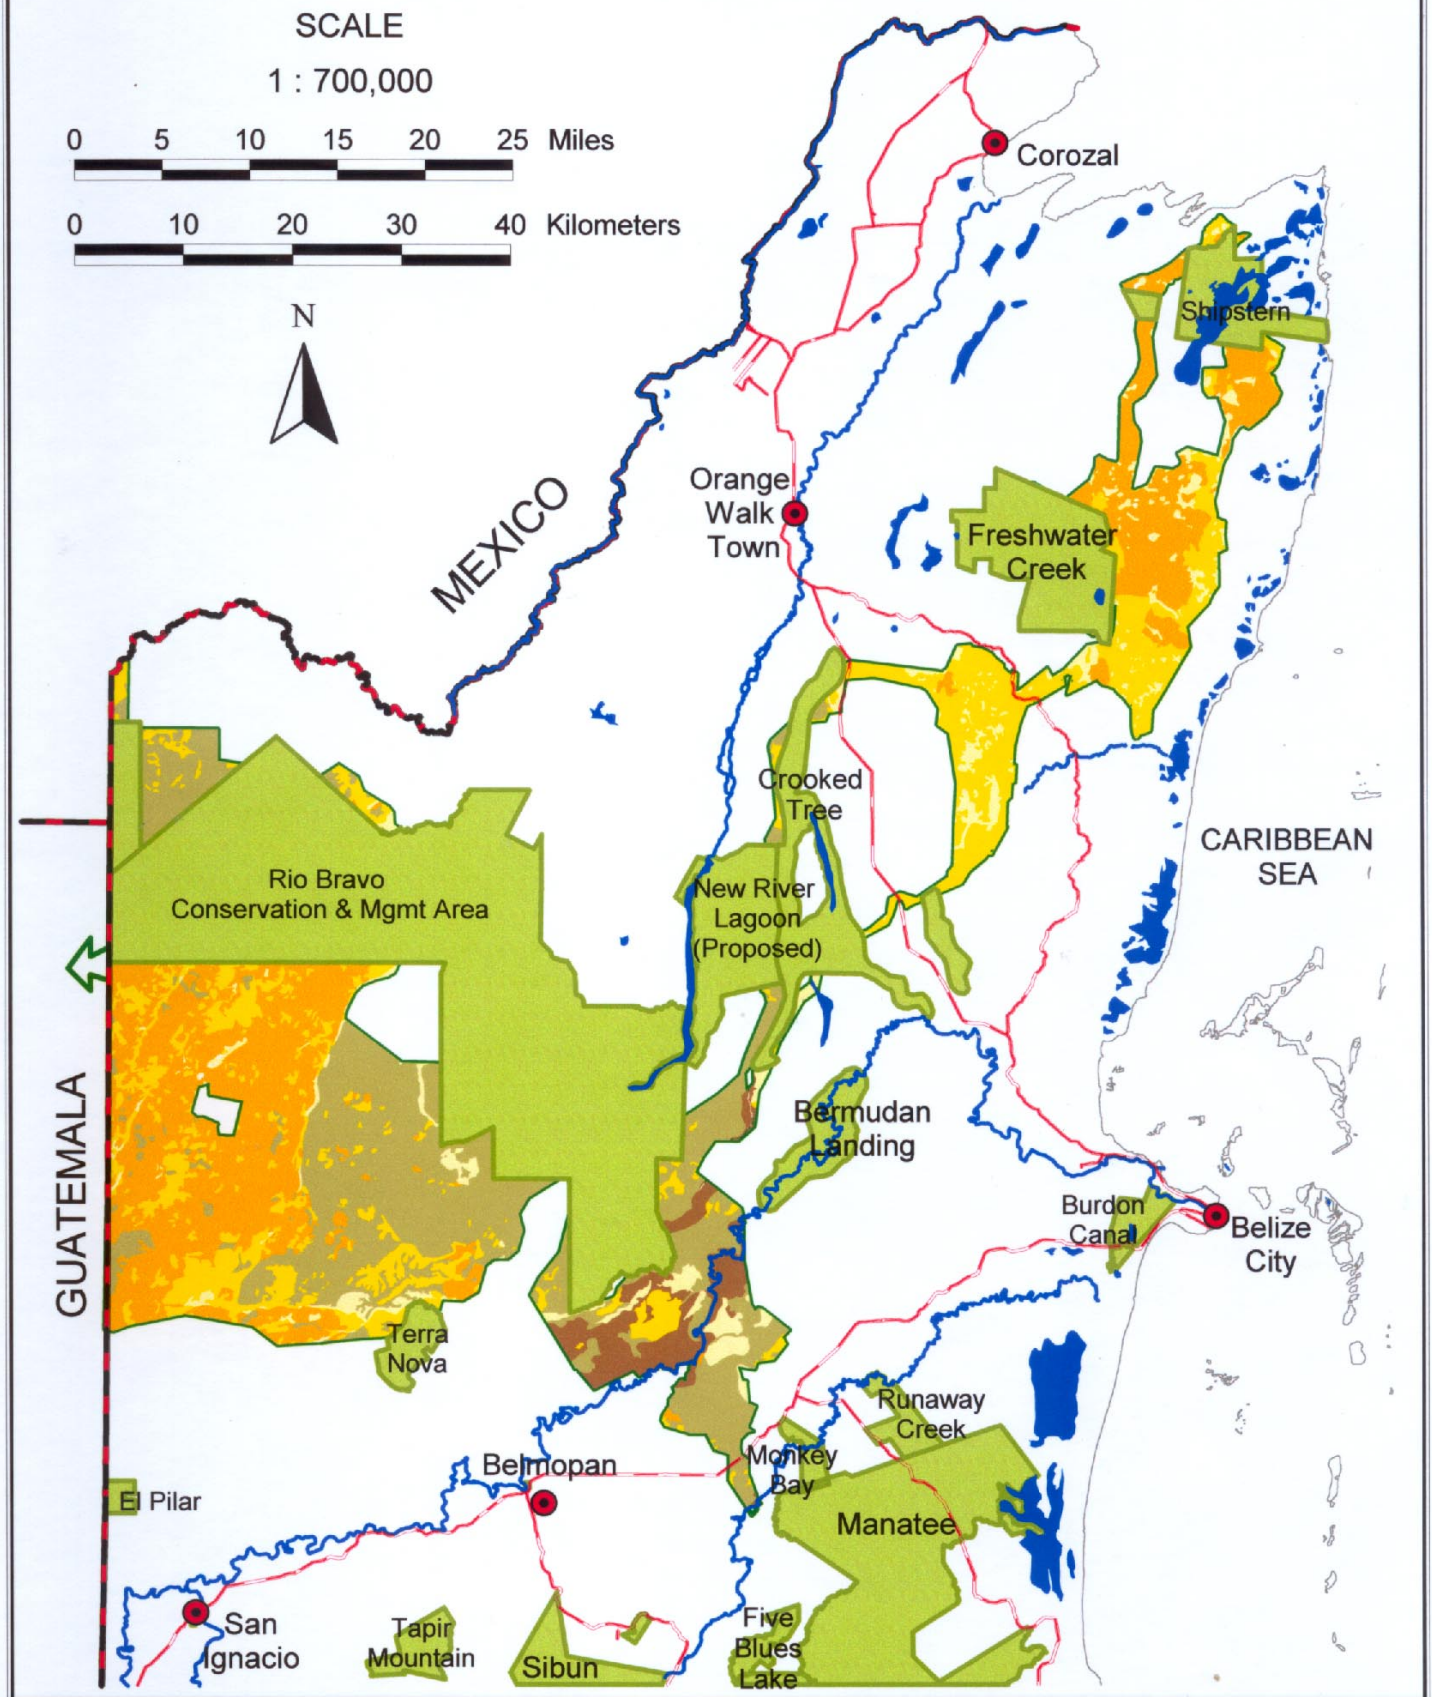 SCALE
1 : 700,000
0 5 10 15 20 25 Miles
0 10 20 30 40 Kilometers
N
Corozal
Shipstern
MEXICO
Orange
Walk
Town
Freshwater
Creek
Crooked
Tree
CARIBBEAN
SEA
Rio Bravo
Conservation & Mgmt Area
New River
Lagoon
(Proposed)
GUATEMALA
Bermudan
Landing
Burdon
Canal
Belize
City
Terra
Nova
Runaway
Creek
Monkey
Bay
Belmopan
El Pilar
Manatee
San
Ignacio
Tapir
Mountain
Sibun
Five
Blues
Lake